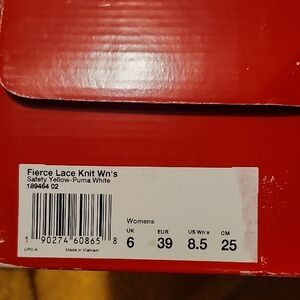 Fierce Lace Knit Wn's
Safety Yellow-Puma White
189464 02
Womens
UK EUR US Wn's CM
6 39 8.5 25
1 90274 60865 8
UPC-A Made in Vietnam